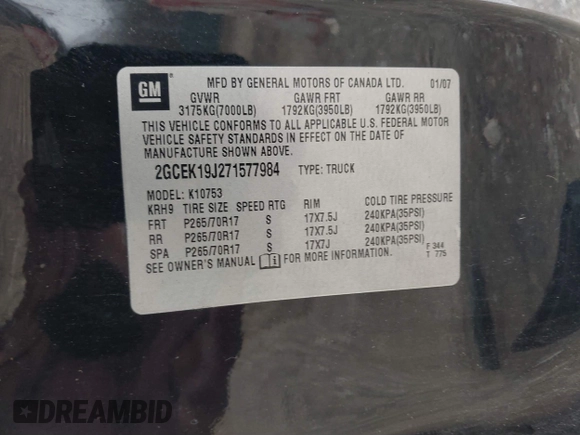 GM
MFD BY GENERAL MOTORS OF CANADA LTD. 01/07
GVWR GAWR FRT GAWR RR
3175KG(7000LB) 1792KG(3950LB) 1792KG(3950LB)
THIS VEHICLE CONFORMS TO ALL APPLICABLE U.S. FEDERAL MOTOR
VEHICLE SAFETY STANDARDS IN EFFECT ON THE DATE OF
MANUFACTURE SHOWN ABOVE.
2GCEK19J271577984 TYPE: TRUCK
MODEL: K10753
KRH9 TIRE SIZE SPEED RTG RIM COLD TIRE PRESSURE
FRT P265/70R17 S 17X7.5J 240KPA(35PSI)
RR P265/70R17 S 17X7.5J 240KPA(35PSI)
SPA P265/70R17 S 17X7J 240KPA(35PSI)
SEE OWNER'S MANUAL FOR MORE INFORMATION. F 344
T 775
DREAMBID